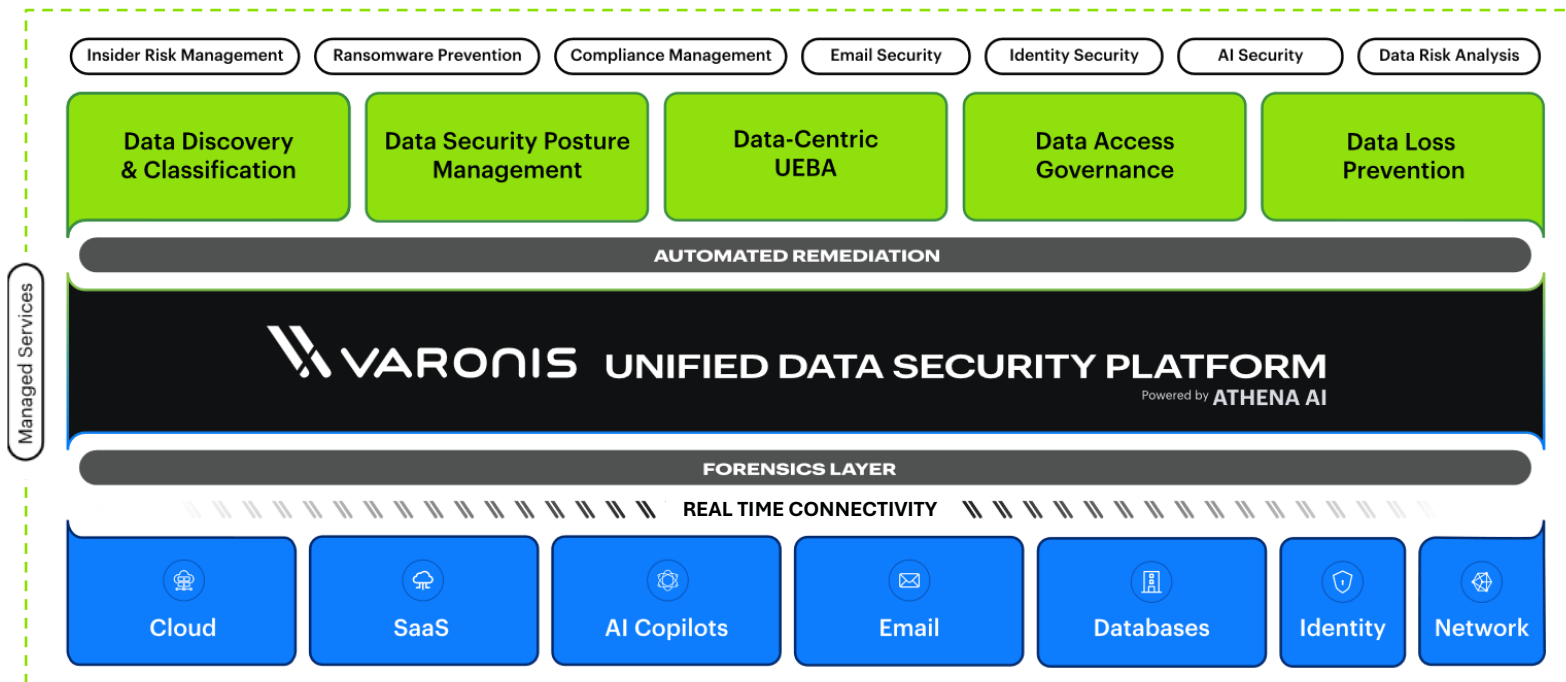 Insider Risk Management
Ransomware Prevention
Compliance Management
Email Security
Identity Security
AI Security
Data Risk Analysis
Data Discovery
& Classification
Data Security Posture
Management
Data-Centric
UEBA
Data Access
Governance
Data Loss
Prevention
AUTOMATED REMEDIATION
Managed Services
VARONIS UNIFIED DATA SECURITY PLATFORM
Powered by ATHENA AI
FORENSICS LAYER
REAL TIME CONNECTIVITY
Cloud
SaaS
AI Copilots
Email
Databases
Identity
Network